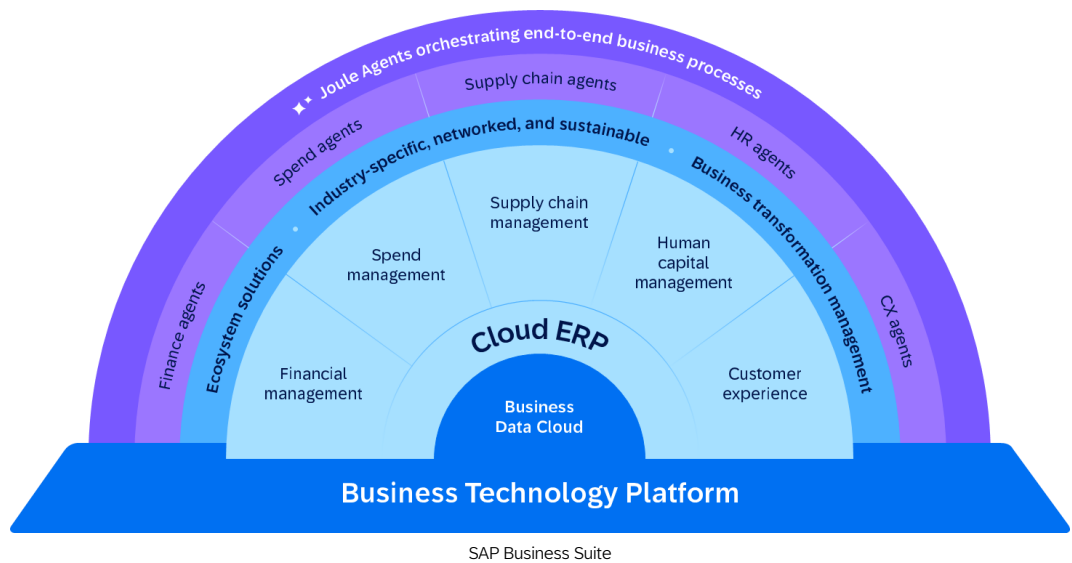 Joule Agents orchestrating end-to-end business processes
Finance agents
Spend agents
Supply chain agents
HR agents
CX agents
Ecosystem solutions • Industry-specific, networked, and sustainable • Business transformation management
Financial
management
Spend
management
Supply chain
management
Human
capital
management
Customer
experience
Cloud ERP
Business
Data Cloud
Business Technology Platform
SAP Business Suite